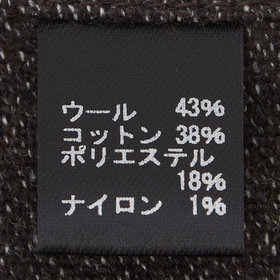 ウール 43%
コットン 38%
ポリエステル
18%
ナイロン 1%